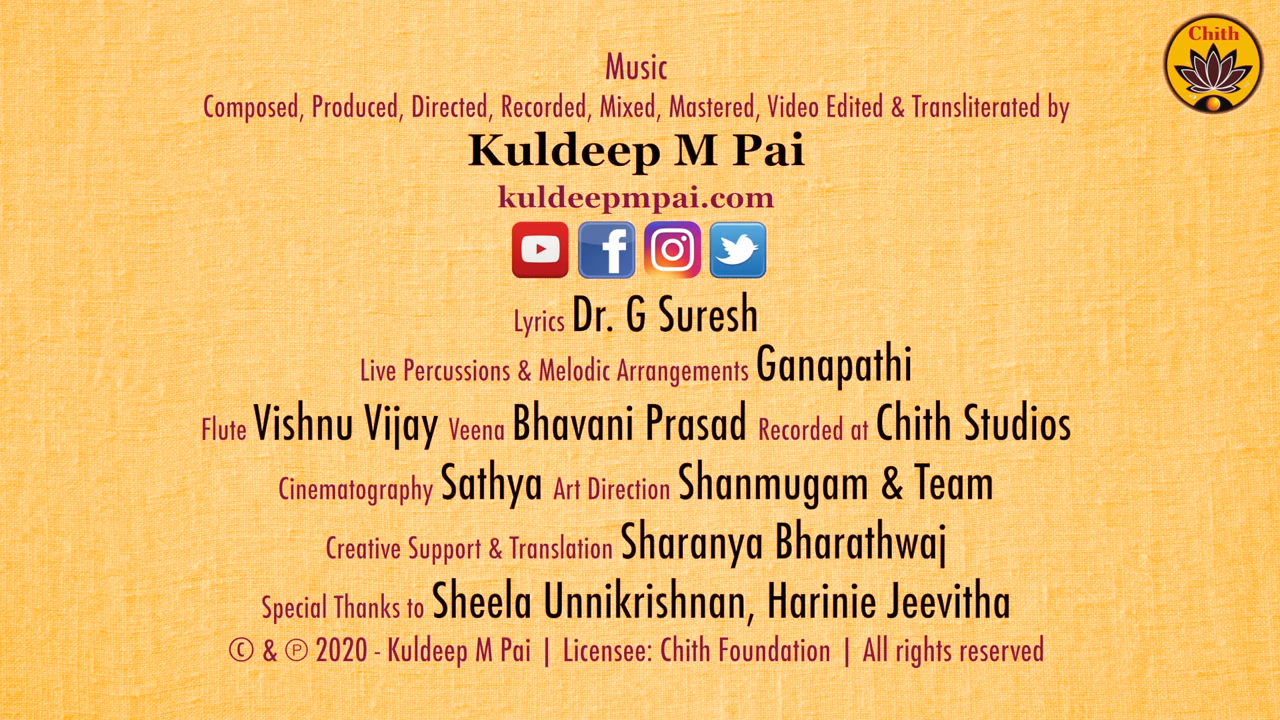 Chith
Music
Composed, Produced, Directed, Recorded, Mixed, Mastered, Video Edited & Transliterated by
Kuldeep M Pai
kuldeepmpai.com
Lyrics Dr. G Suresh
Live Percussions & Melodic Arrangements Ganapathi
Flute Vishnu Vijay Veena Bhavani Prasad Recorded at Chith Studios
Cinematography Sathya Art Direction Shanmugam & Team
Creative Support & Translation Sharanya Bharathwaj
Special Thanks to Sheela Unnikrishnan, Harinie Jeevitha
© & ℗ 2020 - Kuldeep M Pai | Licensee: Chith Foundation | All rights reserved